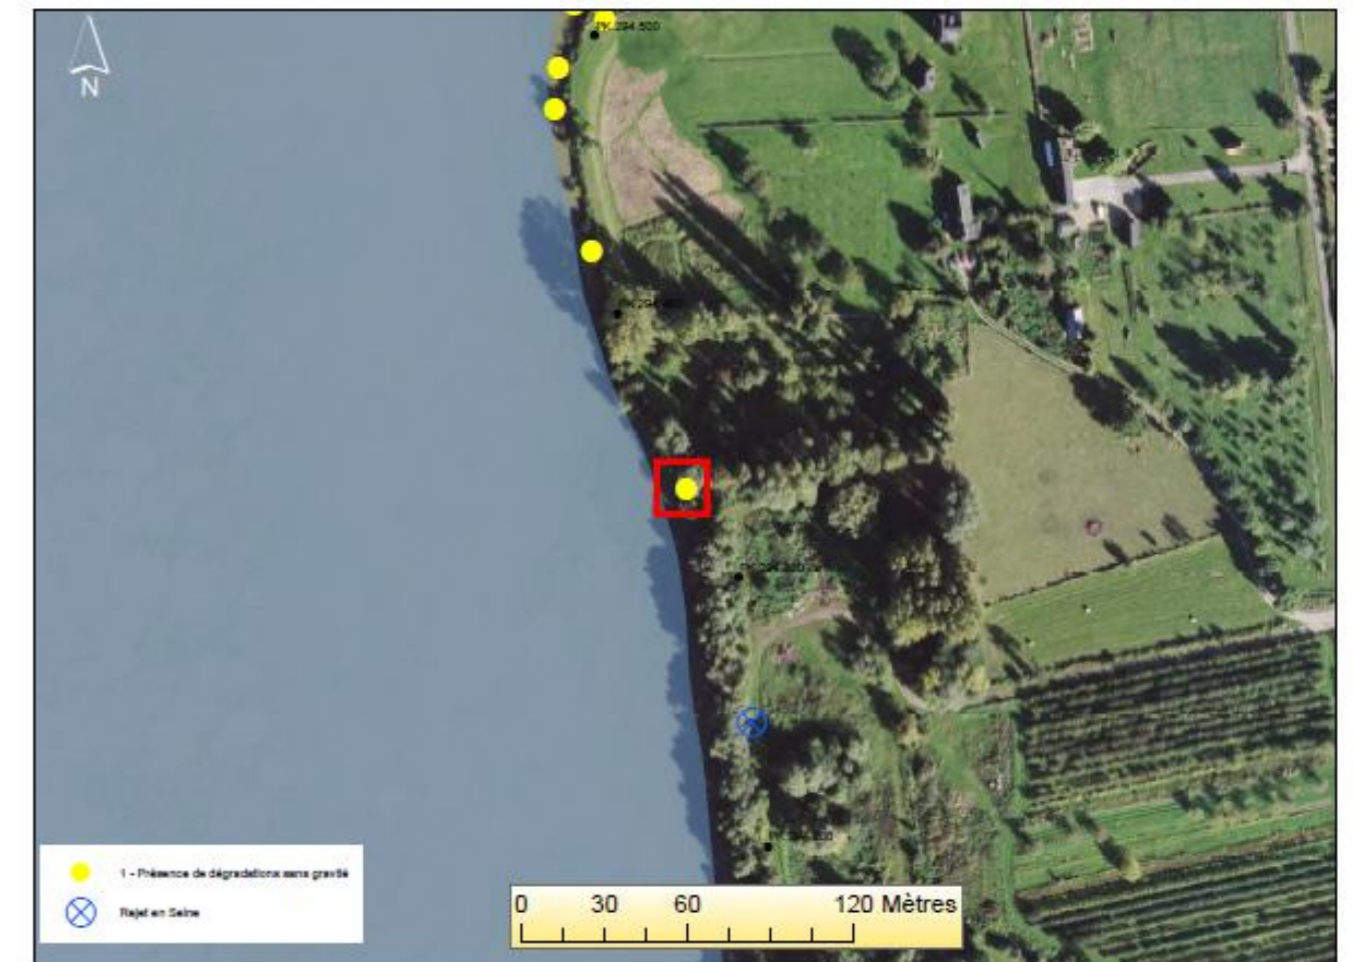 PK 294.500
N
1 - Présence de dégradations sans gravité
Rejet en Seine
0 30 60 120 Mètres